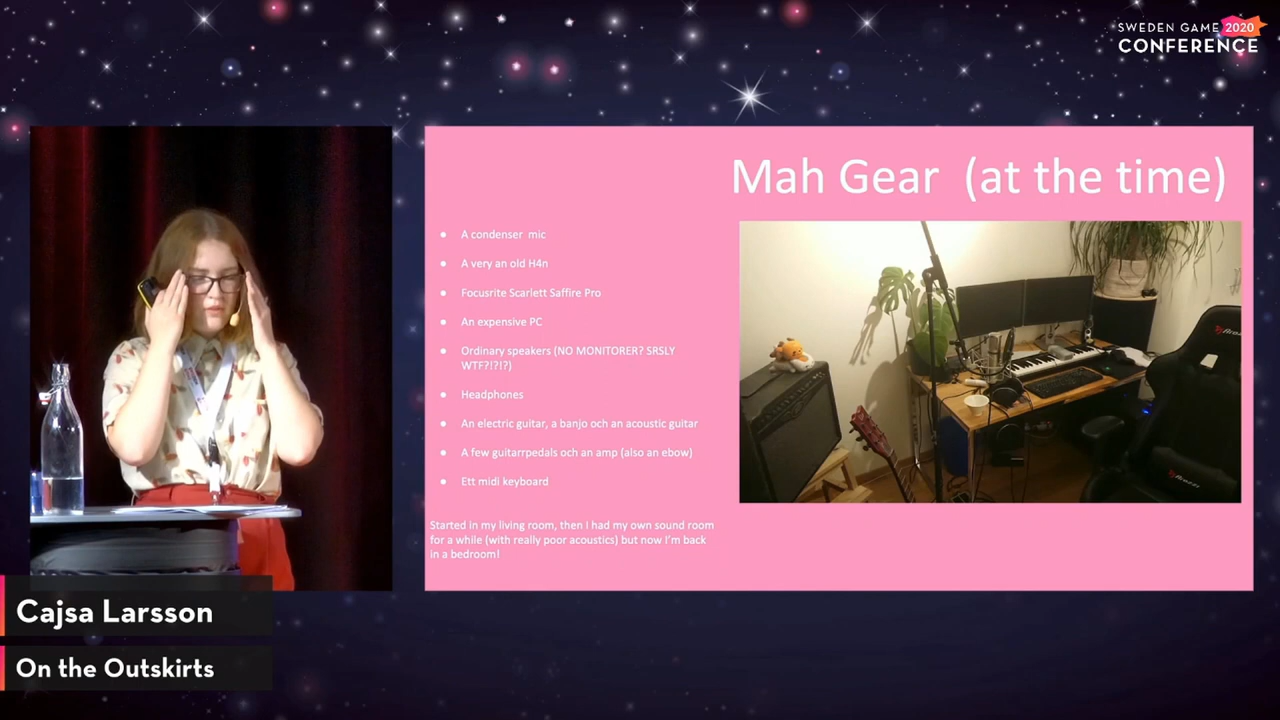 SWEDEN GAME 2020
CONFERENCE
Mah Gear (at the time)
● A condenser mic
● A very an old H4n
● Focusrite Scarlett Saffire Pro
● An expensive PC
● Ordinary speakers (NO MONITORER? SRSLY
WTF?!?!?)
● Headphones
● An electric guitar, a banjo och an acoustic guitar
● A few guitarrpedals och an amp (also an ebow)
● Ett midi keyboard
Started in my living room, then I had my own sound room
for a while (with really poor acoustics) but now I'm back
in a bedroom!
Cajsa Larsson
On the Outskirts